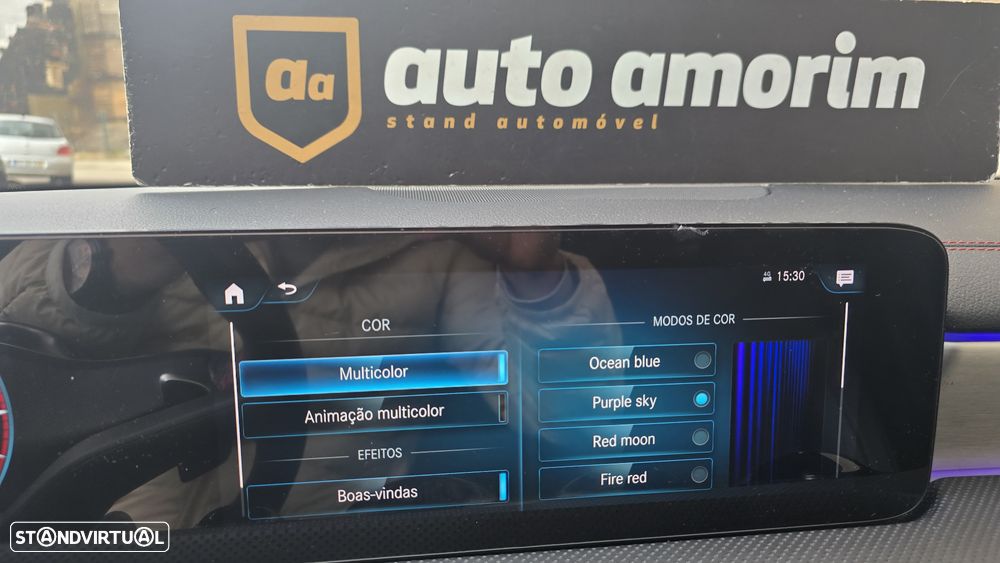 aa
auto amorim
stand automóvel
4G
15:30
COR
Multicolor
Animação multicolor
EFEITOS
Boas-vindas
MODOS DE COR
Ocean blue
Purple sky
Red moon
Fire red
STANDVIRTUAL